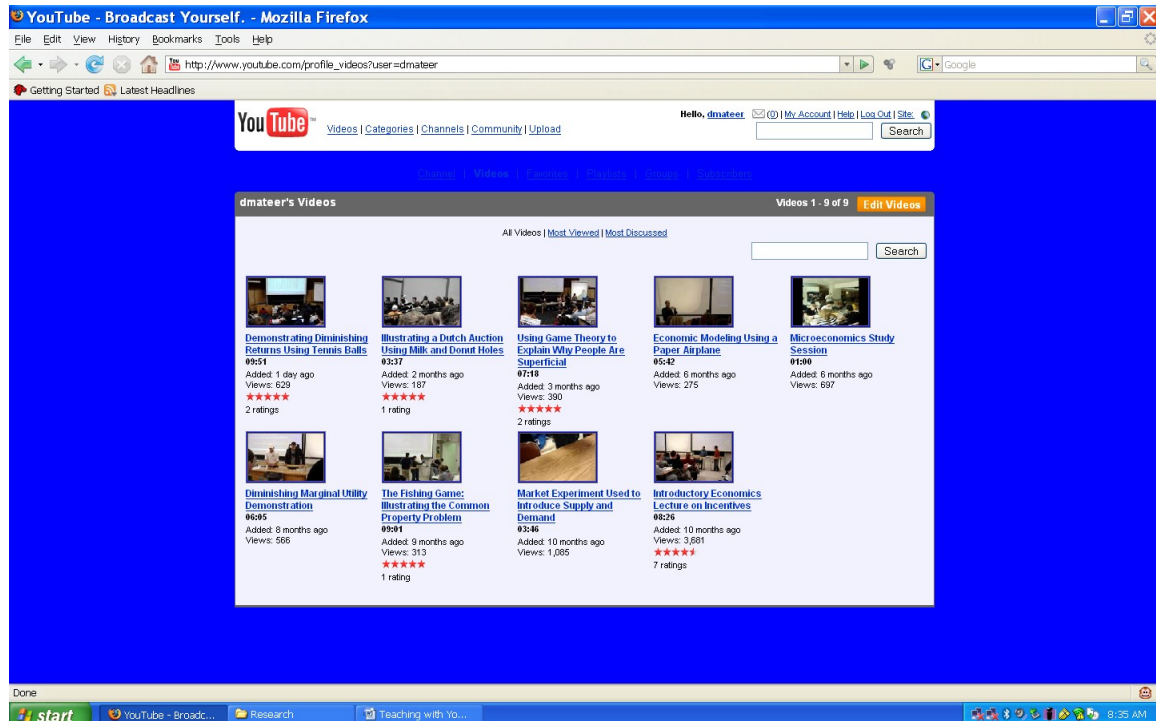 YouTube - Broadcast Yourself. - Mozilla Firefox
File Edit View History Bookmarks Tools Help
http://www.youtube.com/profile_videos?user=dmateer
G Google
Getting Started Latest Headlines
YouTube™
Videos | Categories | Channels | Community | Upload
Hello, dmateer (0) | My Account | Help | Log Out | Site:
Search
Channel | Videos | Favorites | Playlists | Groups | Subscribers
dmateer's Videos
Videos 1 - 9 of 9 Edit Videos
All Videos | Most Viewed | Most Discussed
Search
Demonstrating Diminishing
Returns Using Tennis Balls
09:51
Added: 1 day ago
Views: 629
2 ratings
Illustrating a Dutch Auction
Using Milk and Donut Holes
03:37
Added: 2 months ago
Views: 187
1 rating
Using Game Theory to
Explain Why People Are
Superficial
07:18
Added: 3 months ago
Views: 390
2 ratings
Economic Modeling Using a
Paper Airplane
05:42
Added: 6 months ago
Views: 275
Microeconomics Study
Session
01:00
Added: 6 months ago
Views: 697
Diminishing Marginal Utility
Demonstration
06:05
Added: 8 months ago
Views: 566
The Fishing Game:
Illustrating the Common
Property Problem
09:01
Added: 9 months ago
Views: 313
1 rating
Market Experiment Used to
Introduce Supply and
Demand
03:46
Added: 10 months ago
Views: 1,085
Introductory Economics
Lecture on Incentives
08:26
Added: 10 months ago
Views: 3,681
7 ratings
Done
start YouTube - Broadc... Research Teaching with Yo... 8:35 AM